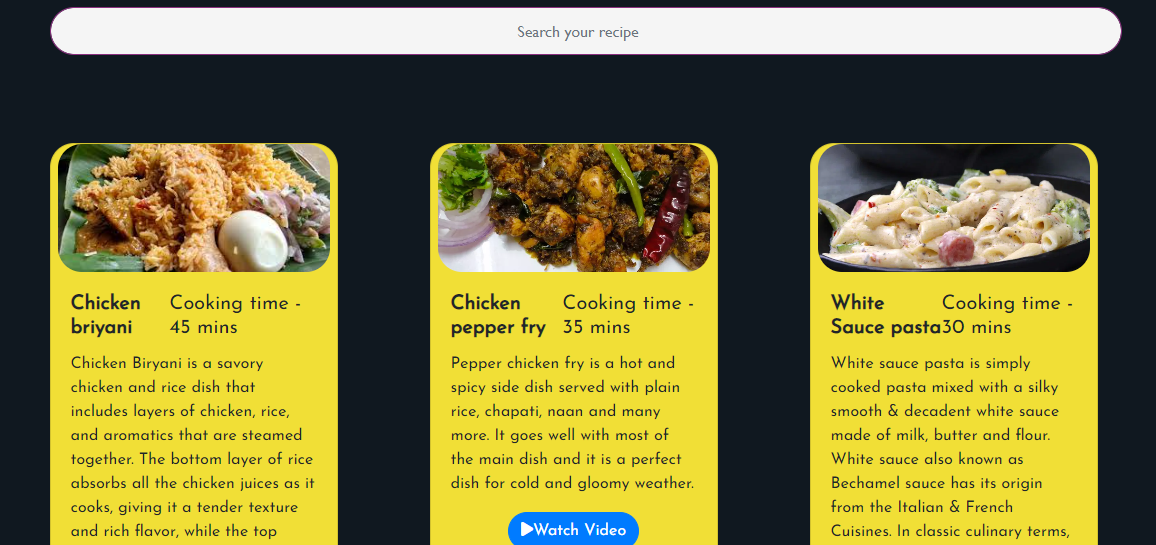 Search your recipe
Chicken
briyani
Cooking time -
45 mins
Chicken Biryani is a savory
chicken and rice dish that
includes layers of chicken, rice,
and aromatics that are steamed
together. The bottom layer of rice
absorbs all the chicken juices as it
cooks, giving it a tender texture
and rich flavor, while the top
Chicken
pepper fry
Cooking time -
35 mins
Pepper chicken fry is a hot and
spicy side dish served with plain
rice, chapati, naan and many
more. It goes well with most of
the main dish and it is a perfect
dish for cold and gloomy weather.
Watch Video
White
Sauce pasta
Cooking time -
30 mins
White sauce pasta is simply
cooked pasta mixed with a silky
smooth & decadent white sauce
made of milk, butter and flour.
White sauce also known as
Bechamel sauce has its origin
from the Italian & French
Cuisines. In classic culinary terms,